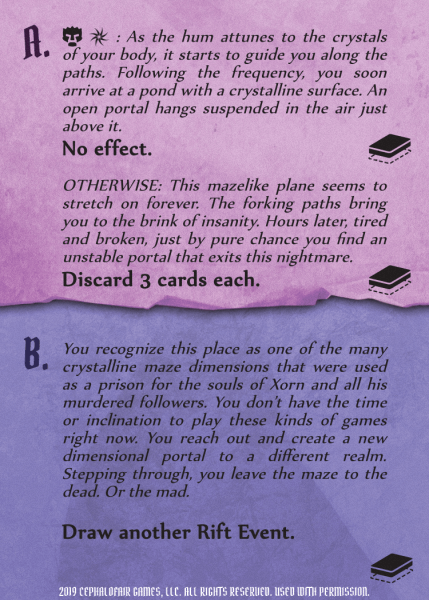 A. : As the hum attunes to the crystals
of your body, it starts to guide you along the
paths. Following the frequency, you soon
arrive at a pond with a crystalline surface. An
open portal hangs suspended in the air just
above it.
No effect.
OTHERWISE: This mazelike plane seems to
stretch on forever. The forking paths bring
you to the brink of insanity. Hours later, tired
and broken, just by pure chance you find an
unstable portal that exits this nightmare.
Discard 3 cards each.
B. You recognize this place as one of the many
crystalline maze dimensions that were used
as a prison for the souls of Xorn and all his
murdered followers. You don't have the time
or inclination to play these kinds of games
right now. You reach out and create a new
dimensional portal to a different realm.
Stepping through, you leave the maze to the
dead. Or the mad.
Draw another Rift Event.
2019 CEPHALOFAIR GAMES, LLC. ALL RIGHTS RESERVED. USED WITH PERMISSION.